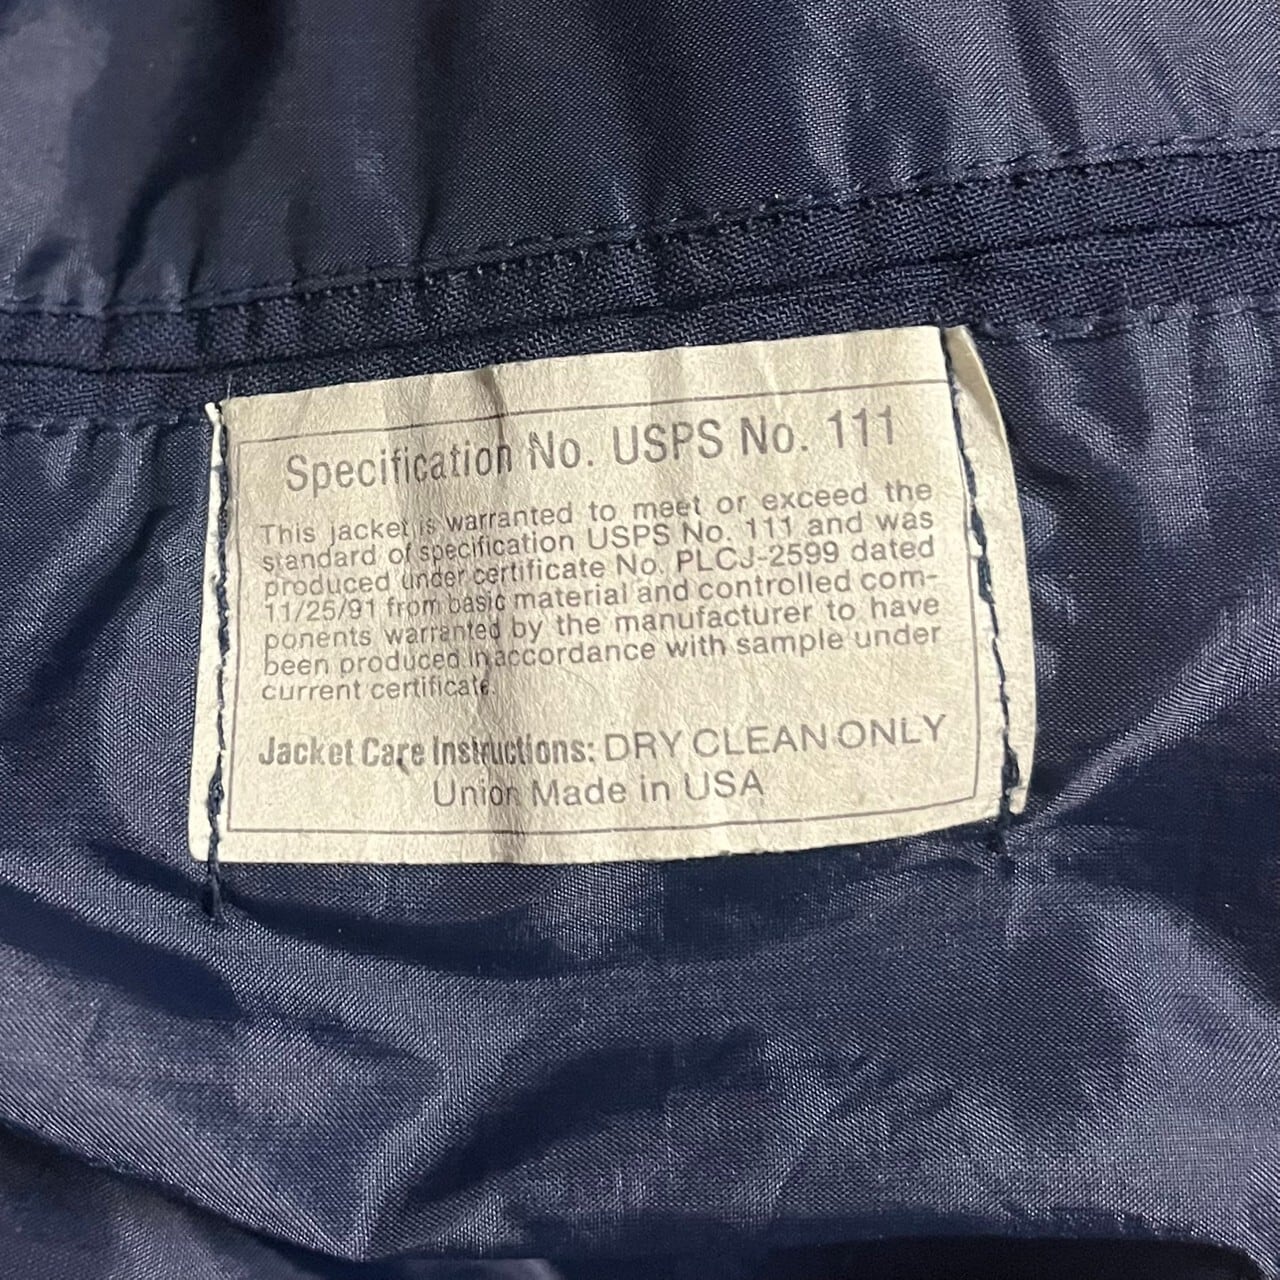 Specification No. USPS No. 111
This jacket is warranted to meet or exceed the
standard of specification USPS No. 111 and was
produced under certificate No. PLCJ-2599 dated
11/25/91 from basic material and controlled com-
ponents warranted by the manufacturer to have
been produced in accordance with sample under
current certificate.
Jacket Care Instructions: DRY CLEAN ONLY
Union Made in USA